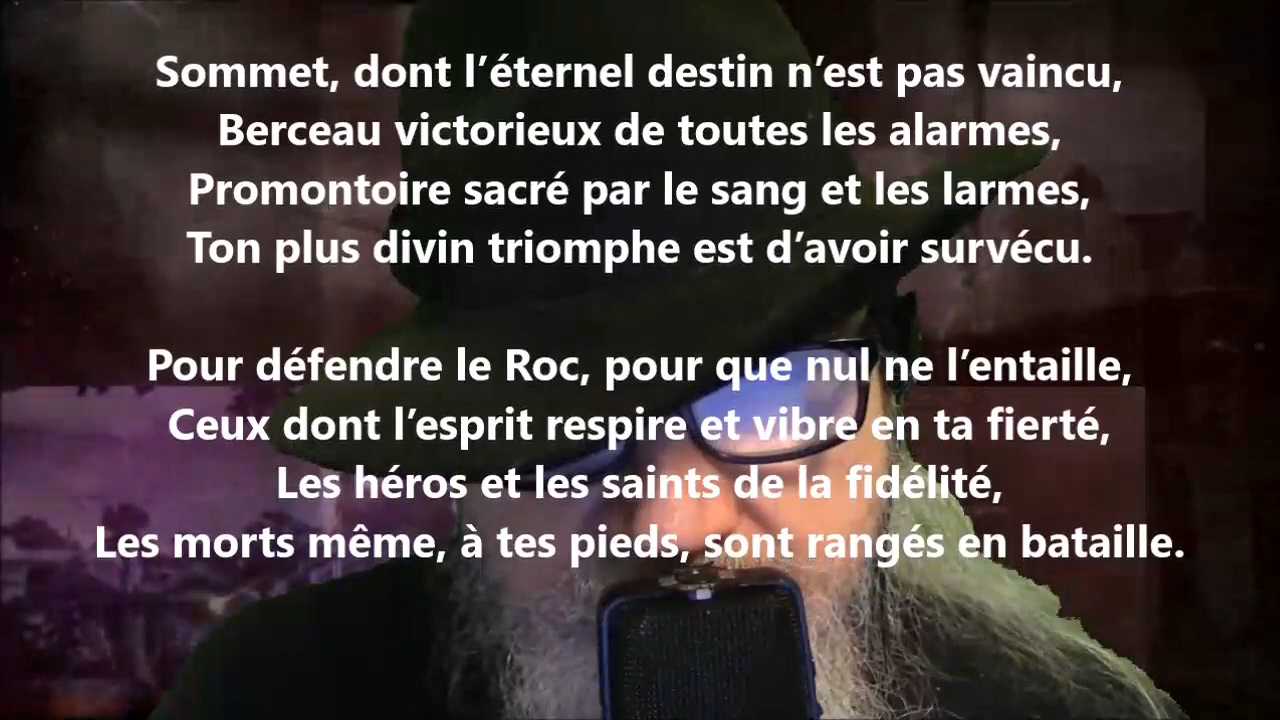 Sommet, dont l’éternel destin n’est pas vaincu,
Berceau victorieux de toutes les alarmes,
Promontoire sacré par le sang et les larmes,
Ton plus divin triomphe est d’avoir survécu.
Pour défendre le Roc, pour que nul ne l’entaille,
Ceux dont l’esprit respire et vibre en ta fierté,
Les héros et les saints de la fidélité,
Les morts même, à tes pieds, sont rangés en bataille.